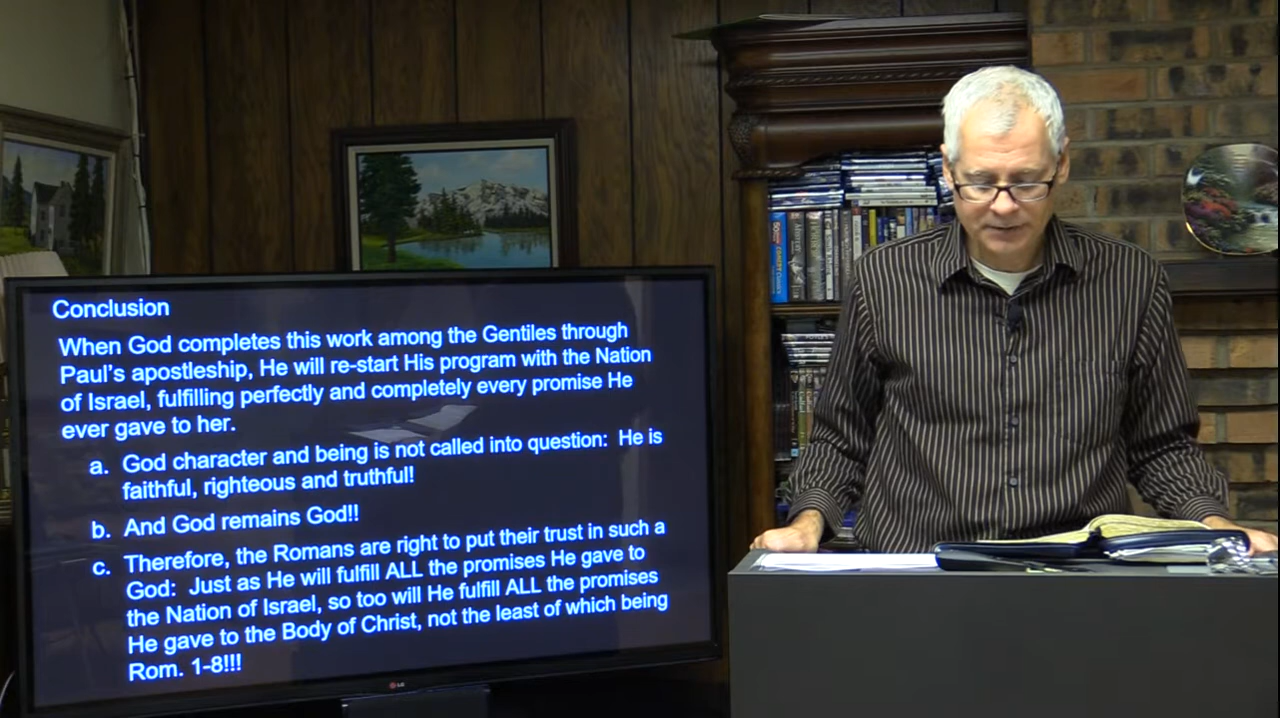 Conclusion
When God completes this work among the Gentiles through
Paul's apostleship, He will re-start His program with the Nation
of Israel, fulfilling perfectly and completely every promise He
ever gave to her.
a. God character and being is not called into question: He is
faithful, righteous and truthful!
b. And God remains God!!
c. Therefore, the Romans are right to put their trust in such a
God: Just as He will fulfill ALL the promises He gave to
the Nation of Israel, so too will He fulfill ALL the promises
He gave to the Body of Christ, not the least of which being
Rom. 1-8!!!
LG